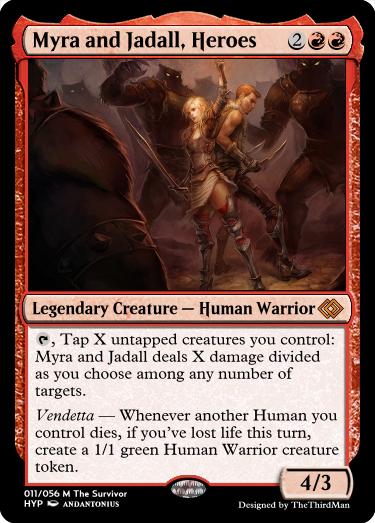 Myra and Jadall, Heroes 2
Legendary Creature — Human Warrior
, Tap X untapped creatures you control:
Myra and Jadall deals X damage divided
as you choose among any number of
targets.
Vendetta — Whenever another Human you
control dies, if you've lost life this turn,
create a 1/1 green Human Warrior creature
token.
4/3
011/056 M The Survivor
HYP ANDANTONIUS
Designed by TheThirdMan